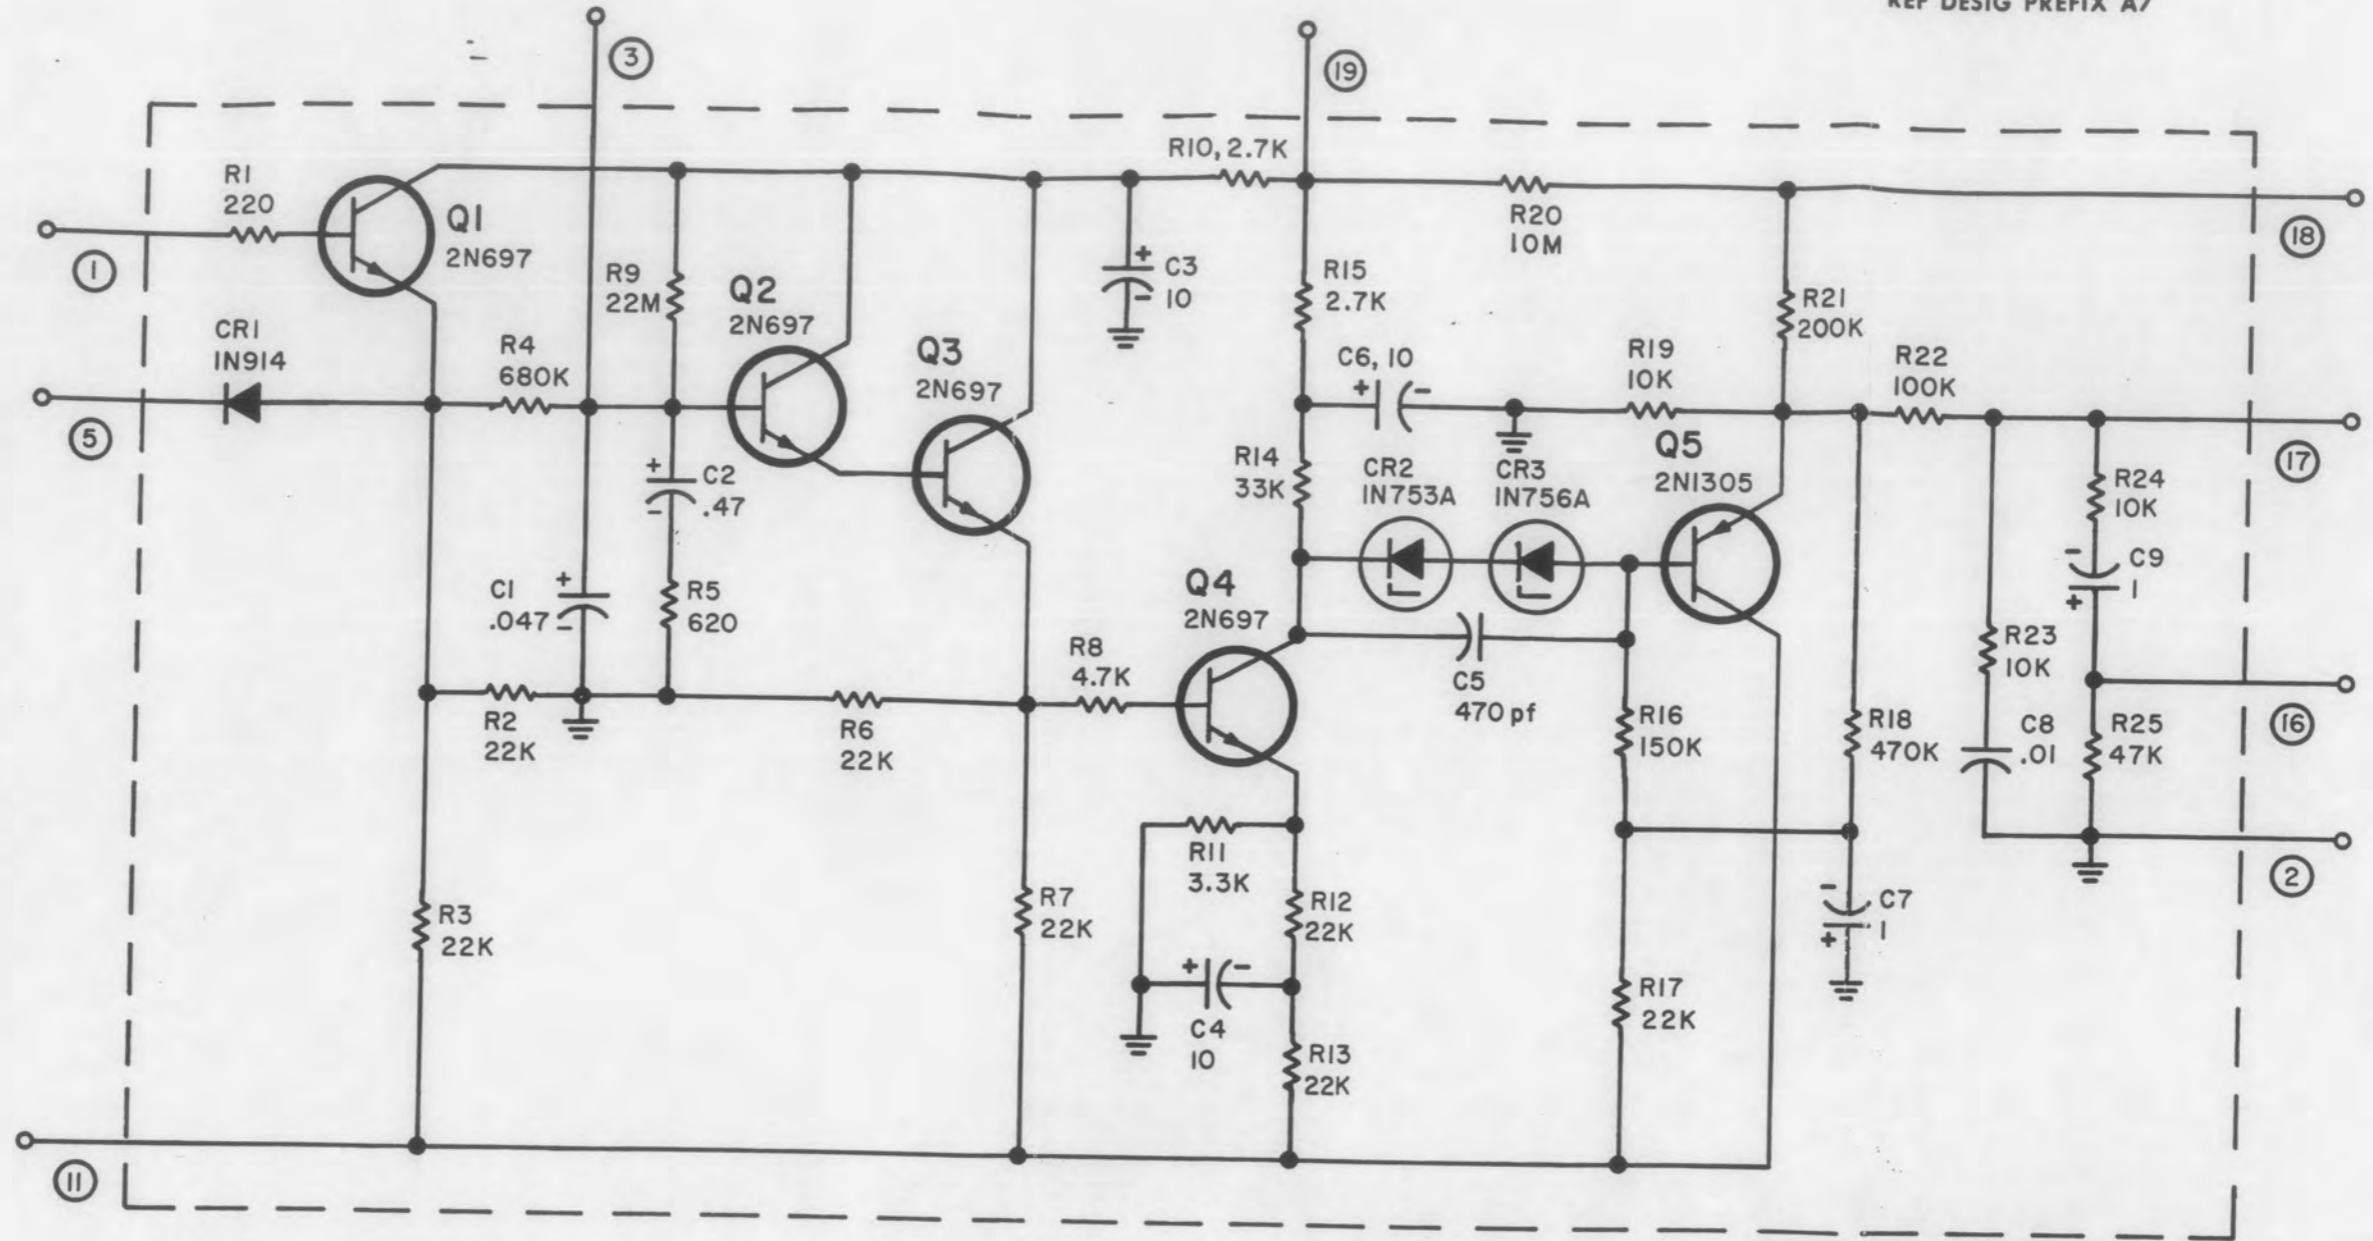 REF DESIG PREFIX A7
3
19
R10, 2.7K
R1
220
Q1
2N697
1
R20
10M
18
R9
22M
Q2
2N697
C3
10
R15
2.7K
R21
200K
CR1
1N914
R4
680K
Q3
2N697
C6, 10
R19
10K
R22
100K
5
C2
.47
R14
33K
CR2
1N753A
CR3
1N756A
Q5
2N1305
17
R24
10K
C1
.047
R5
620
Q4
2N697
C9
1
R8
4.7K
C5
470 pf
R23
10K
R2
22K
R6
22K
R16
150K
R18
470K
C8
.01
R25
47K
16
R11
3.3K
2
R3
22K
R7
22K
R12
22K
C7
1
C4
10
R13
22K
R17
22K
11